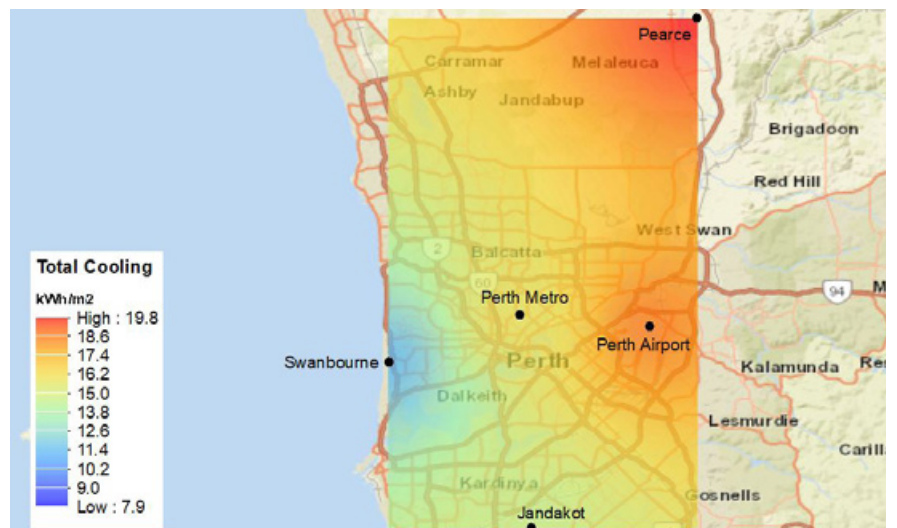 Pearce
Carramar
Melaleuca
Ashby
Jandabup
Brigadoon
Red Hill
West Swan
2
Balcatta
Total Cooling
kWh/m2
High : 19.8
18.6
17.4
16.2
15.0
13.8
12.6
11.4
10.2
9.0
Low : 7.9
60
94
M
Perth Metro
Perth Airport
Swanbourne
Perth
Kalamunda
Res
Dalkeith
Lesmurdie
Carill
Kardinya
Gosnells
Jandakot